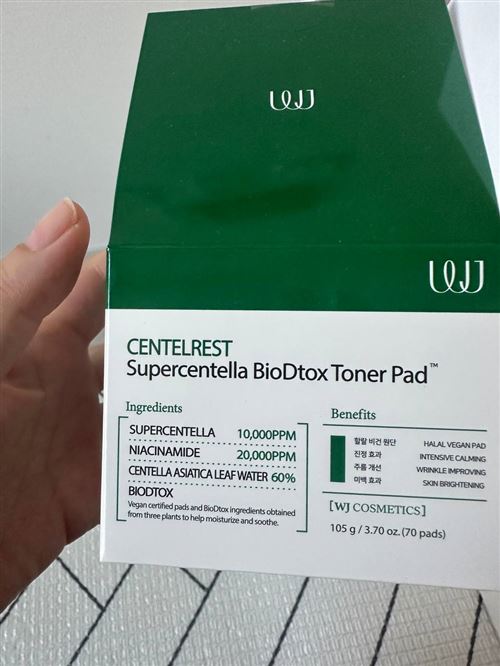 WJ
WJ
CENTELREST
Supercentella BioDtox Toner Pad™
Ingredients
SUPERCENTELLA 10,000PPM
NIACINAMIDE 20,000PPM
CENTELLA ASIATICA LEAF WATER 60%
BIODTOX
Vegan certified pads and BioDtox ingredients obtained
from three plants to help moisturize and soothe.
Benefits
할랄 비건 원단 HALAL VEGAN PAD
진정 효과 INTENSIVE CALMING
주름 개선 WRINKLE IMPROVING
미백 효과 SKIN BRIGHTENING
[WJ COSMETICS]
105 g / 3.70 oz. (70 pads)